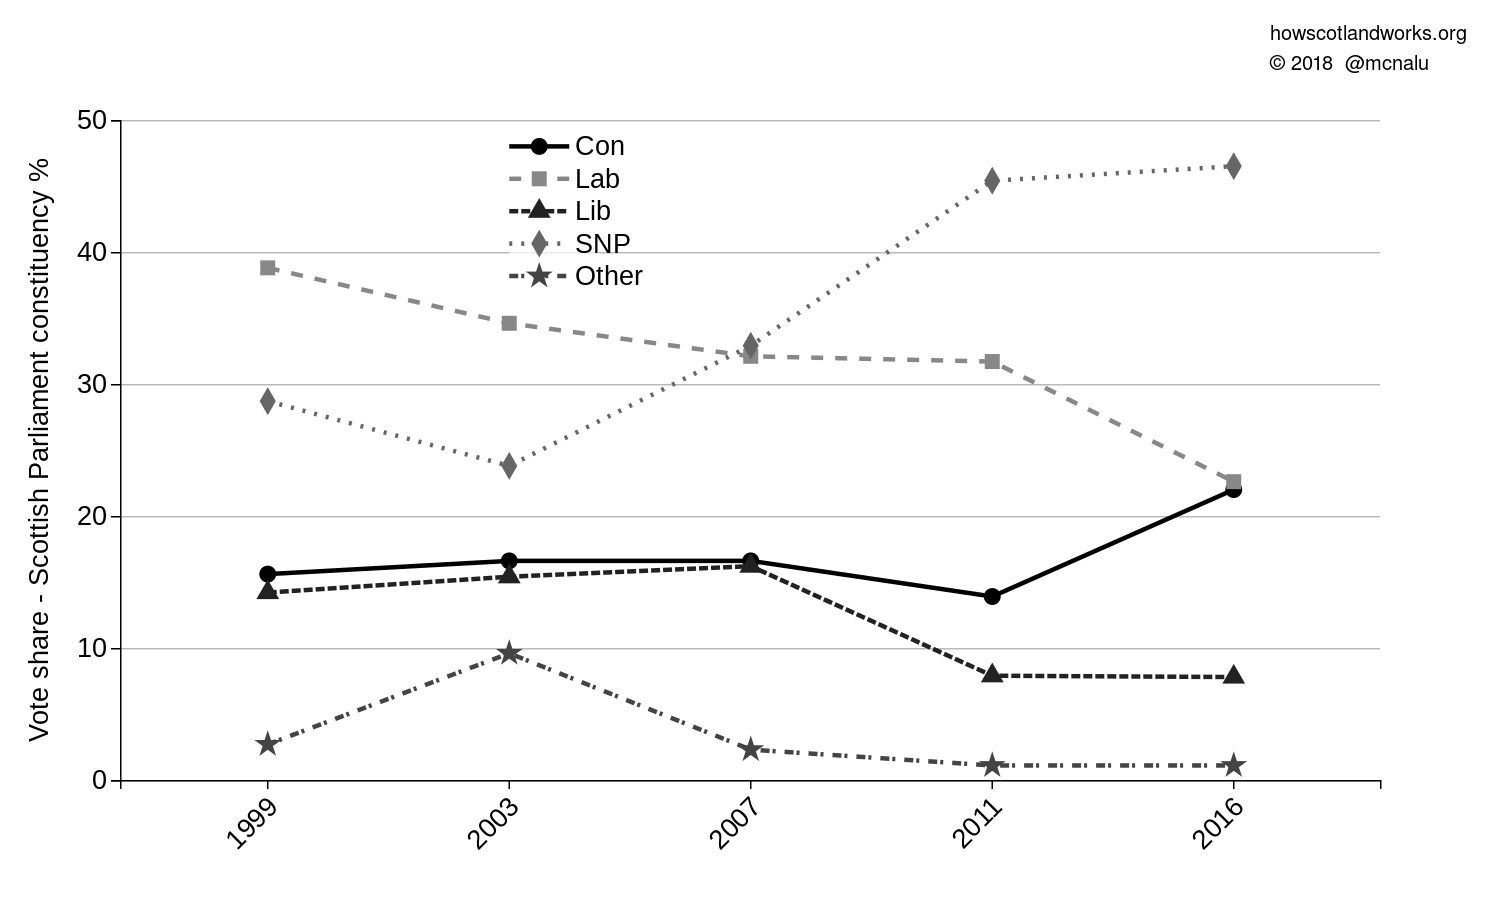 howscotlandworks.org
© 2018 @mcnalu
Vote share - Scottish Parliament constituency %
50
40
30
20
10
0
Con
Lab
Lib
SNP
Other
1999
2003
2007
2011
2016